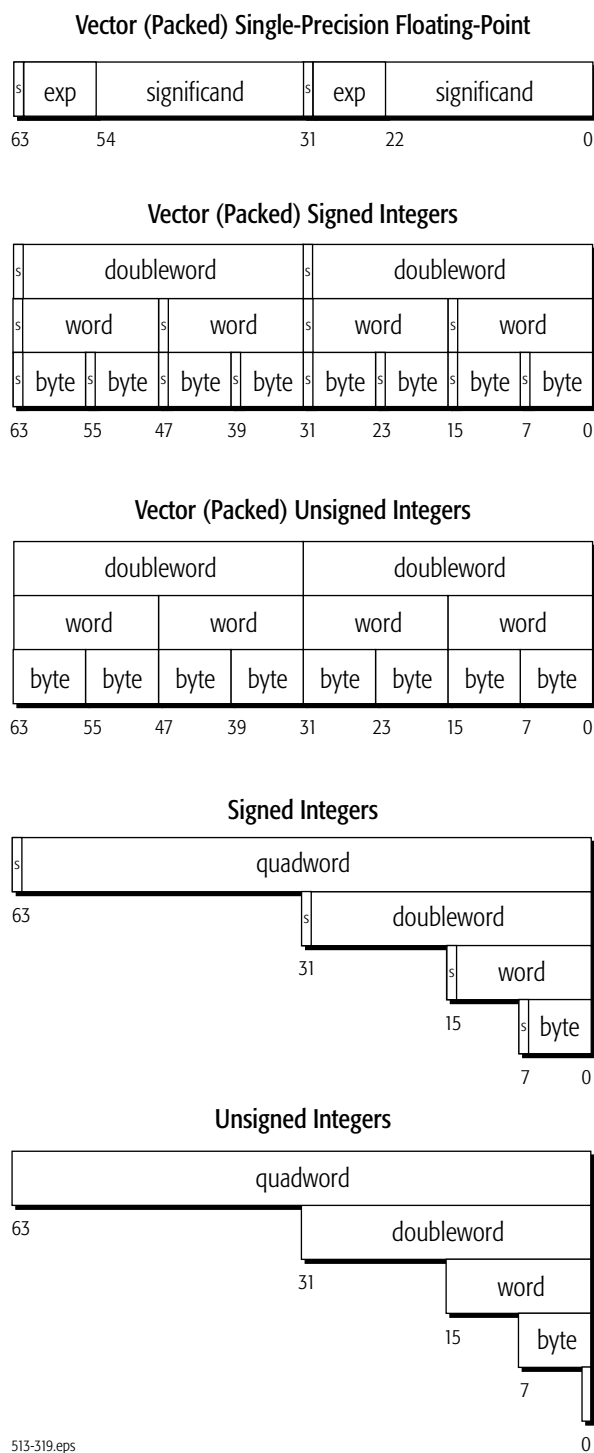 Vector (Packed) Single-Precision Floating-Point
s exp significand s exp significand
63 54 31 22 0
Vector (Packed) Signed Integers
s doubleword s doubleword
s word s word s word s word
s byte s byte s byte s byte s byte s byte s byte s byte
63 55 47 39 31 23 15 7 0
Vector (Packed) Unsigned Integers
doubleword doubleword
word word word word
byte byte byte byte byte byte byte byte
63 55 47 39 31 23 15 7 0
Signed Integers
s quadword
63 s doubleword
31 s word
15 s byte
7 0
Unsigned Integers
quadword
63 doubleword
31 word
15 byte
7
513-319.eps 0